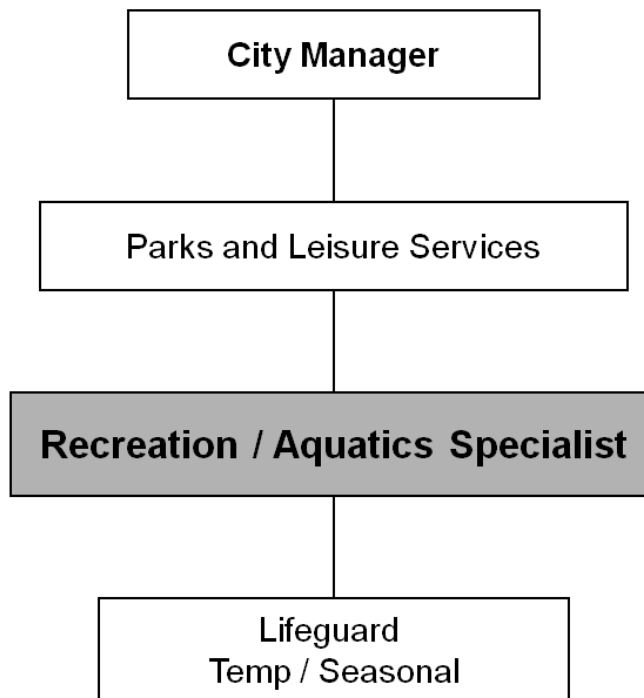 City Manager
Parks and Leisure Services
Recreation / Aquatics Specialist
Lifeguard
Temp / Seasonal